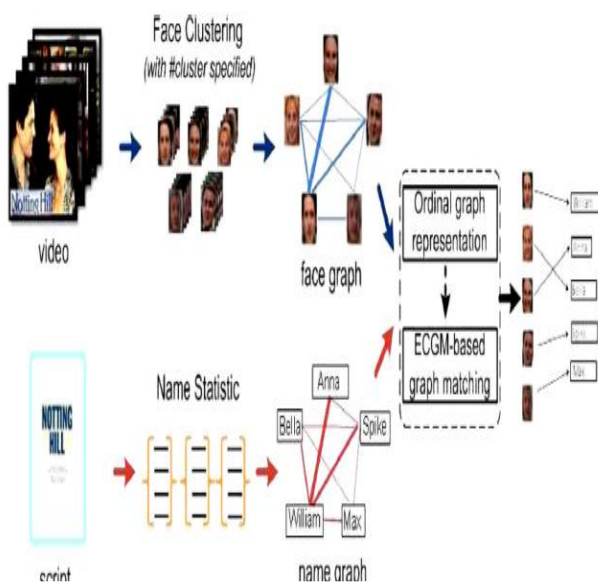 Face Clustering
(with #cluster specified)
Notting Hill
video
face graph
Ordinal graph
representation
ECGM-based
graph matching
William
Anna
Bella
Spike
Max
NOTTING
HILL
script
Name Statistic
Anna
Bella
Spike
William
Max
name graph